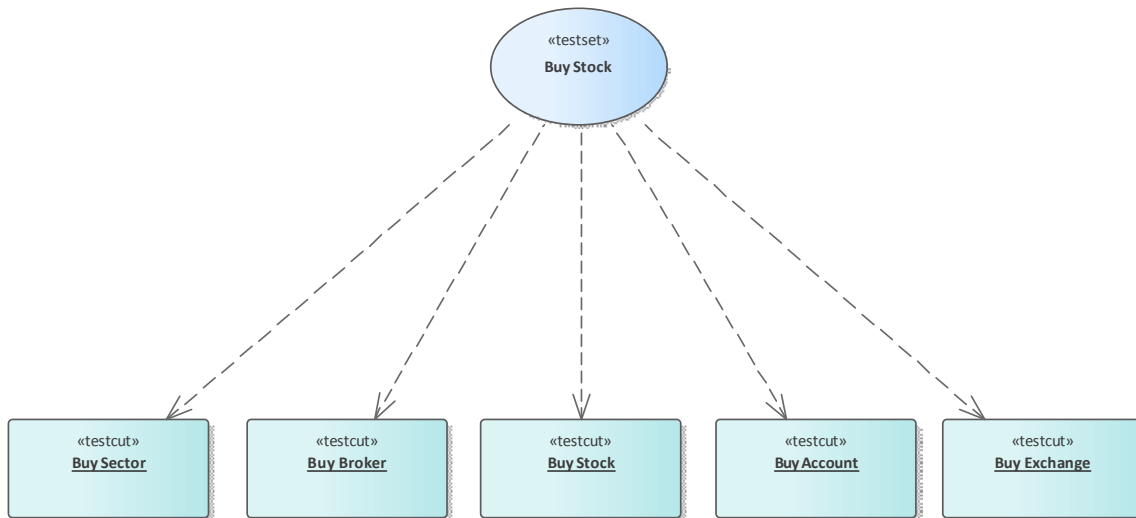 «testset»
Buy Stock
«testcut»
Buy Sector
«testcut»
Buy Broker
«testcut»
Buy Stock
«testcut»
Buy Account
«testcut»
Buy Exchange